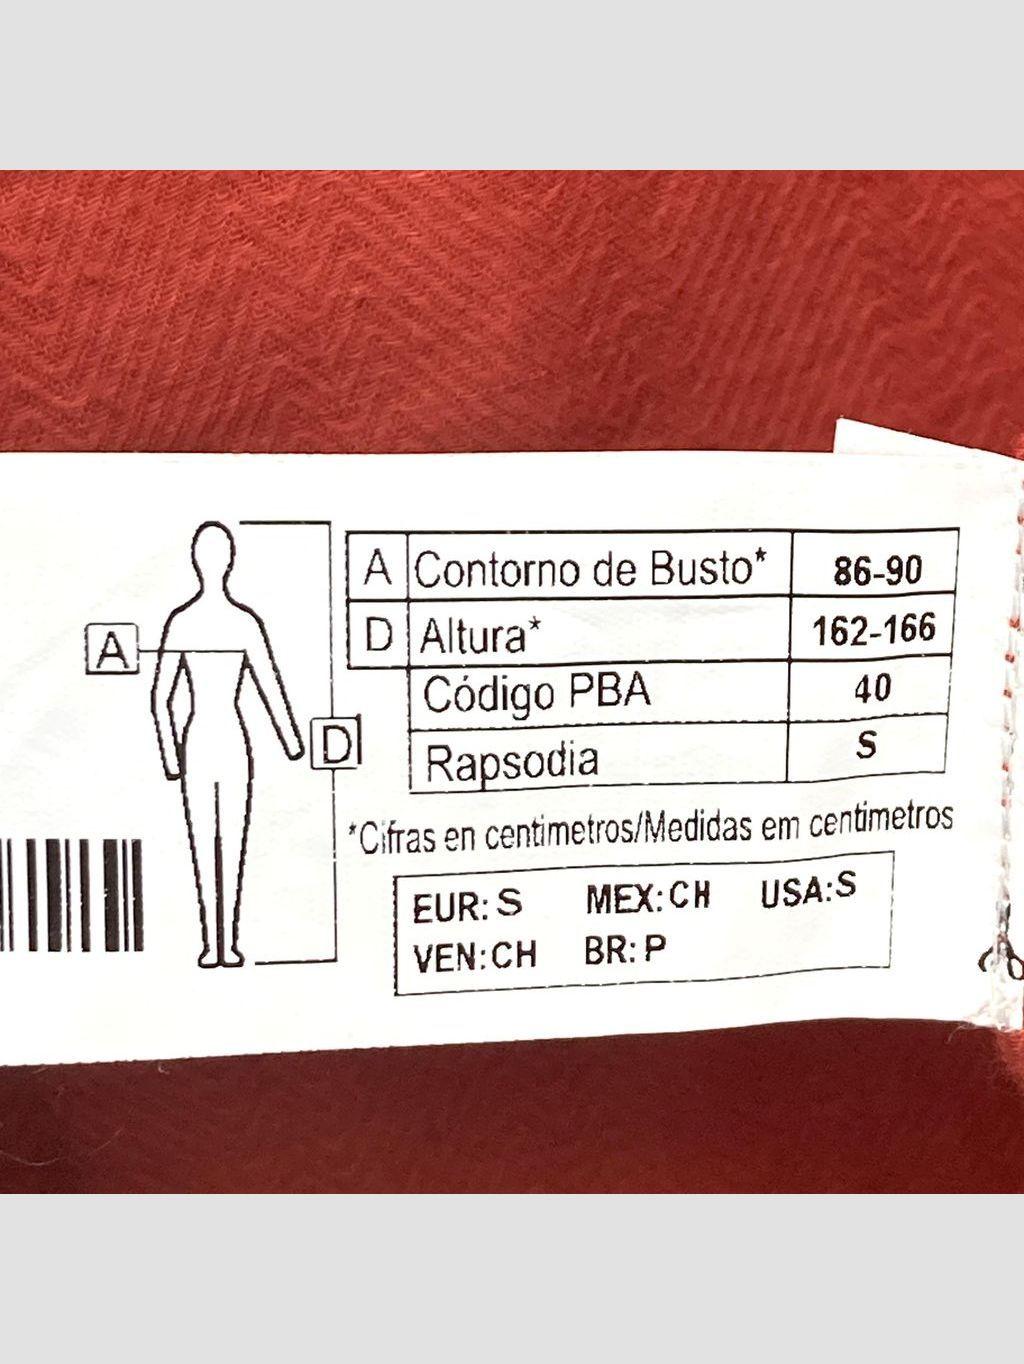 A Contorno de Busto* 86-90
D Altura* 162-166
Código PBA 40
Rapsodia S
A
D
*Cifras en centimetros/Medidas em centimetros
EUR: S MEX: CH USA: S
VEN: CH BR: P